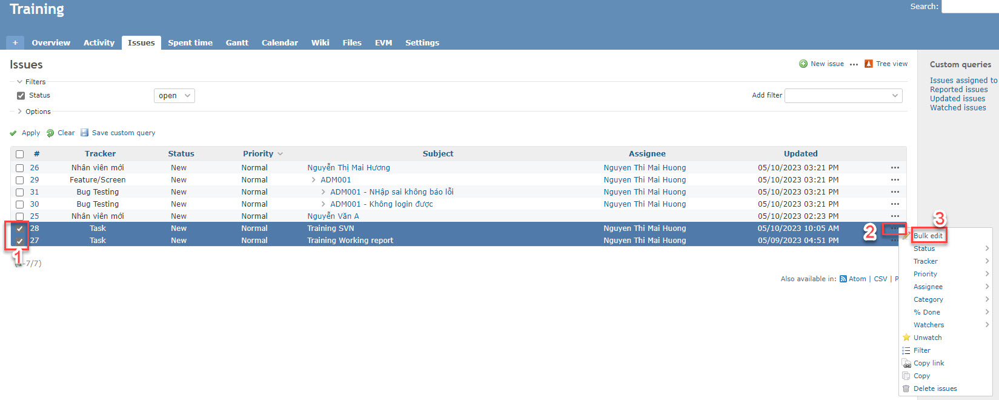 Training
Search:
+ Overview Activity Issues Spent time Gantt Calendar Wiki Files EVM Settings
Issues
New issue ••• Tree view
Filters
Status open Add filter
Options
Apply Clear Save custom query
# Tracker Status Priority Subject Assignee Updated
26 Nhân viên mới New Normal Nguyễn Thị Mai Hương Nguyen Thi Mai Huong 05/10/2023 03:21 PM •••
29 Feature/Screen New Normal ADM001 Nguyen Thi Mai Huong 05/10/2023 03:21 PM •••
31 Bug Testing New Normal ADM001 - NHập sai không báo lỗi Nguyen Thi Mai Huong 05/10/2023 03:21 PM •••
30 Bug Testing New Normal ADM001 - Không login được Nguyen Thi Mai Huong 05/10/2023 03:21 PM •••
25 Nhân viên mới New Normal Nguyễn Văn A 05/10/2023 02:23 PM •••
28 Task New Normal Training SVN Nguyen Thi Mai Huong 05/10/2023 10:05 AM
27 Task New Normal Training Working report Nguyen Thi Mai Huong 05/09/2023 04:51 PM
1
2
3
-7/7)
Also available in: Atom | CSV | P
Custom queries
Issues assigned to
Reported issues
Updated issues
Watched issues
Bulk edit
Status
Tracker
Priority
Assignee
Category
% Done
Watchers
Unwatch
Filter
Copy link
Copy
Delete issues